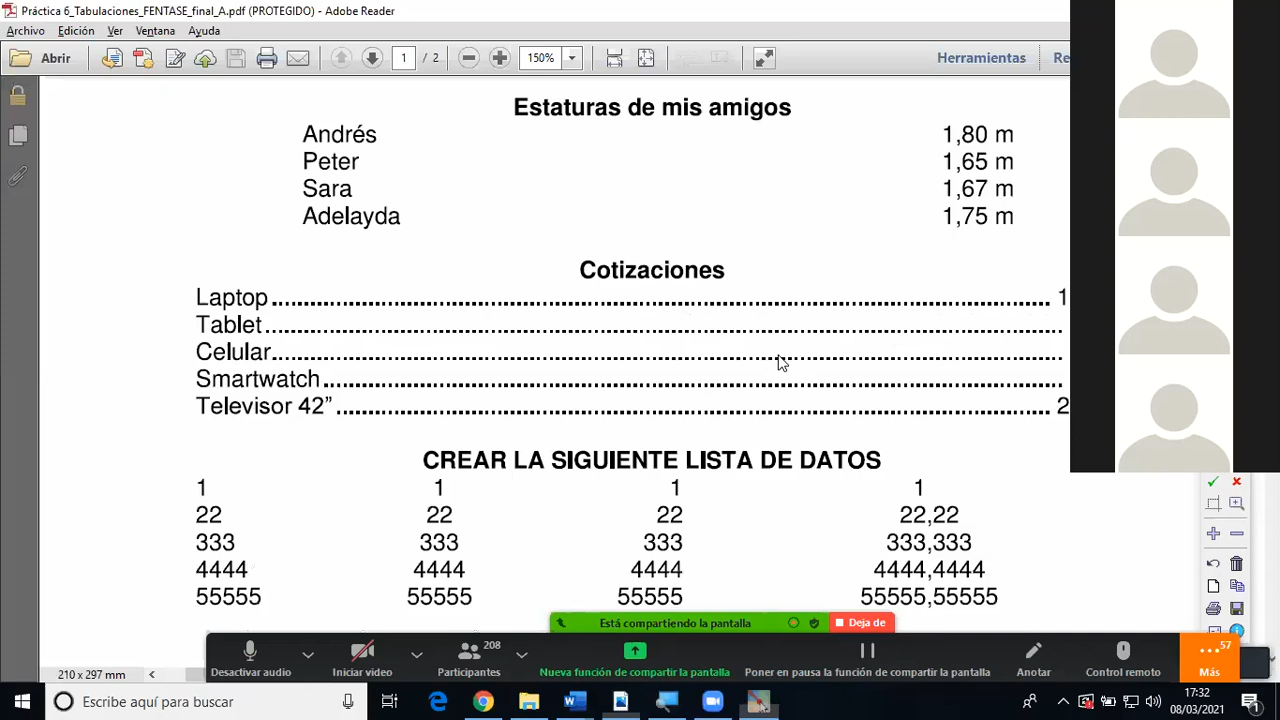 Práctica 6_Tabulaciones_FENTASE_final_A.pdf (PROTEGIDO) - Adobe Reader
Archivo Edición Ver Ventana Ayuda
Abrir 1 / 2 150% Herramientas Re
Estaturas de mis amigos
Andrés 1,80 m
Peter 1,65 m
Sara 1,67 m
Adelayda 1,75 m
Cotizaciones
Laptop 1
Tablet
Celular
Smartwatch
Televisor 42” 2
CREAR LA SIGUIENTE LISTA DE DATOS
1 1 1 1
22 22 22 22,22
333 333 333 333,333
4444 4444 4444 4444,4444
55555 55555 55555 55555,55555
Está compartiendo la pantalla Deja de
208 57
Desactivar audio Iniciar video Participantes Nueva función de compartir la pantalla Poner en pausa la función de compartir la pantalla Anotar Control remoto Más
210 x 297 mm
Escribe aquí para buscar
17:32
08/03/2021
1